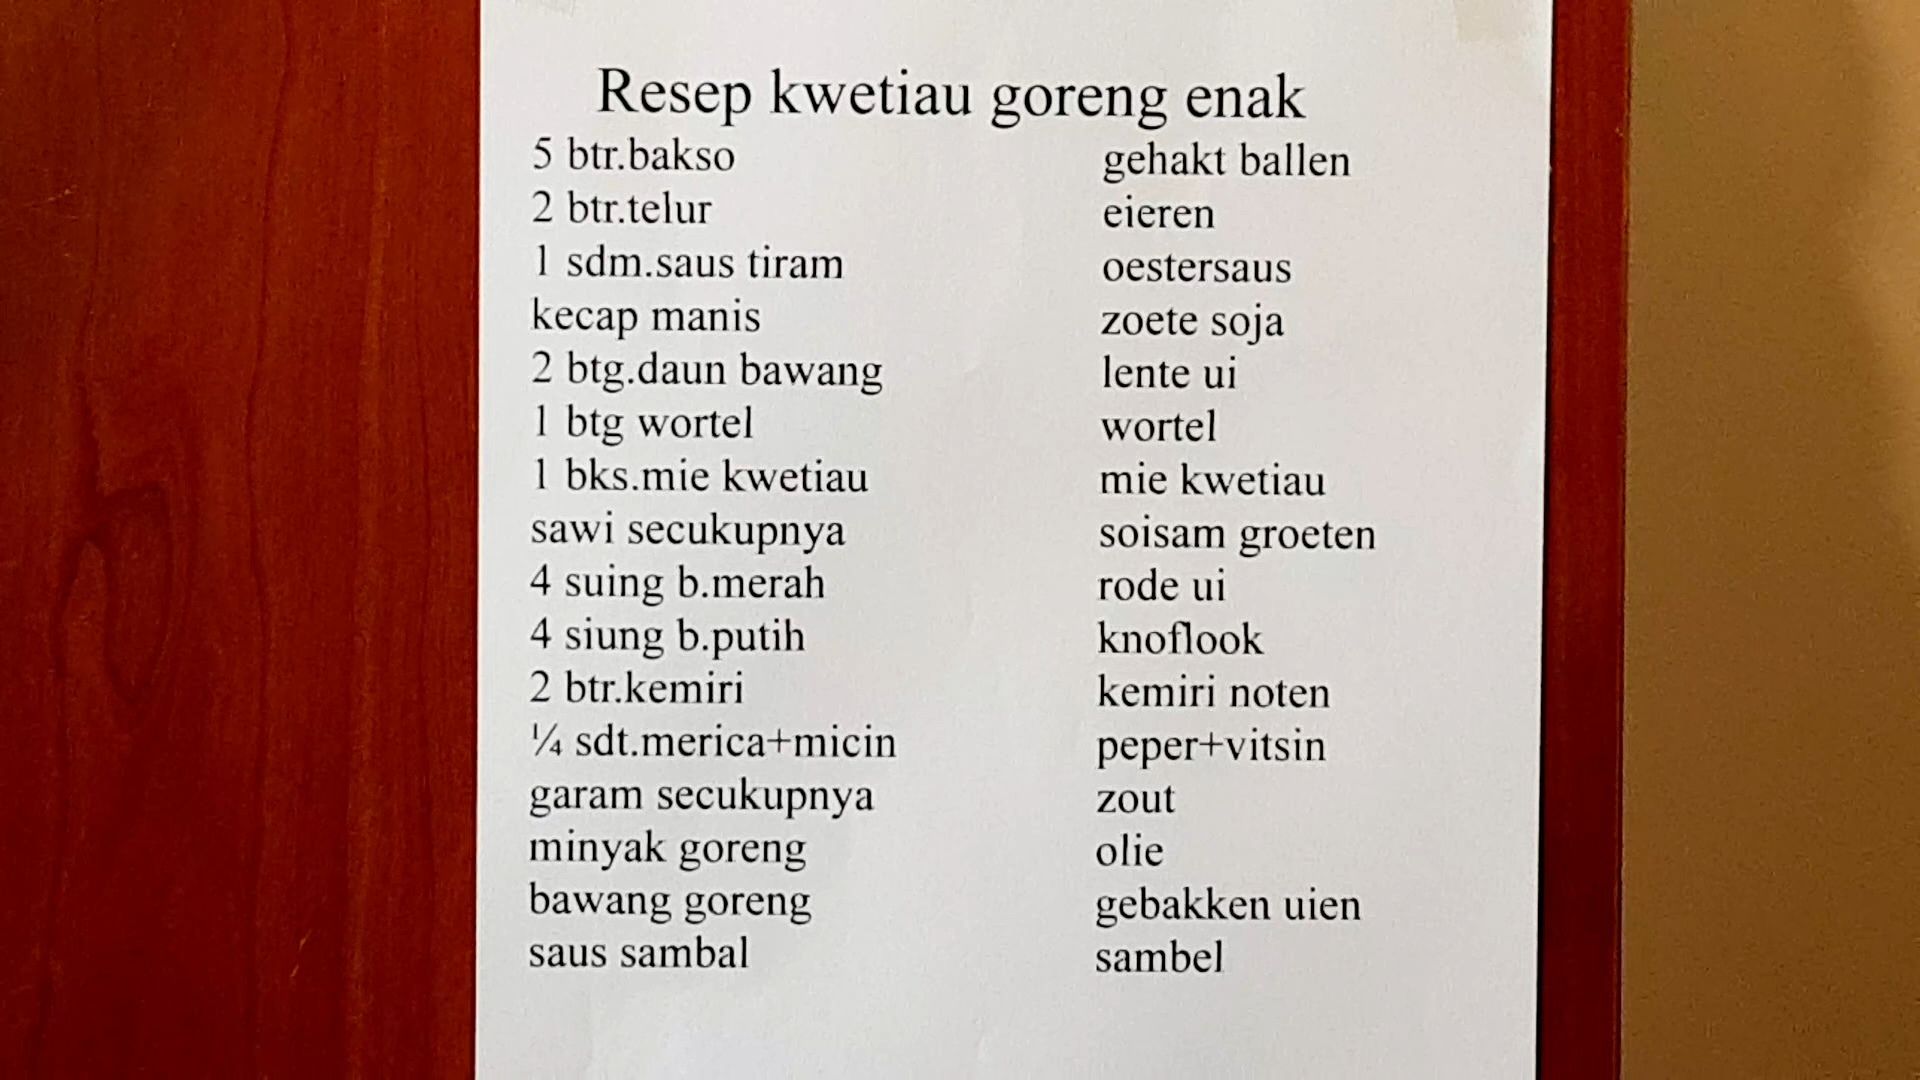 Resep kwetiau goreng enak
5 btr.bakso gehakt ballen
2 btr.telur eieren
1 sdm.saus tiram oestersaus
kecap manis zoete soja
2 btg.daun bawang lente ui
1 btg wortel wortel
1 bks.mie kwetiau mie kwetiau
sawi secukupnya soisam groeten
4 suing b.merah rode ui
4 siung b.putih knoflook
2 btr.kemiri kemiri noten
¼ sdt.merica+micin peper+vitsin
garam secukupnya zout
minyak goreng olie
bawang goreng gebakken uien
saus sambal sambel